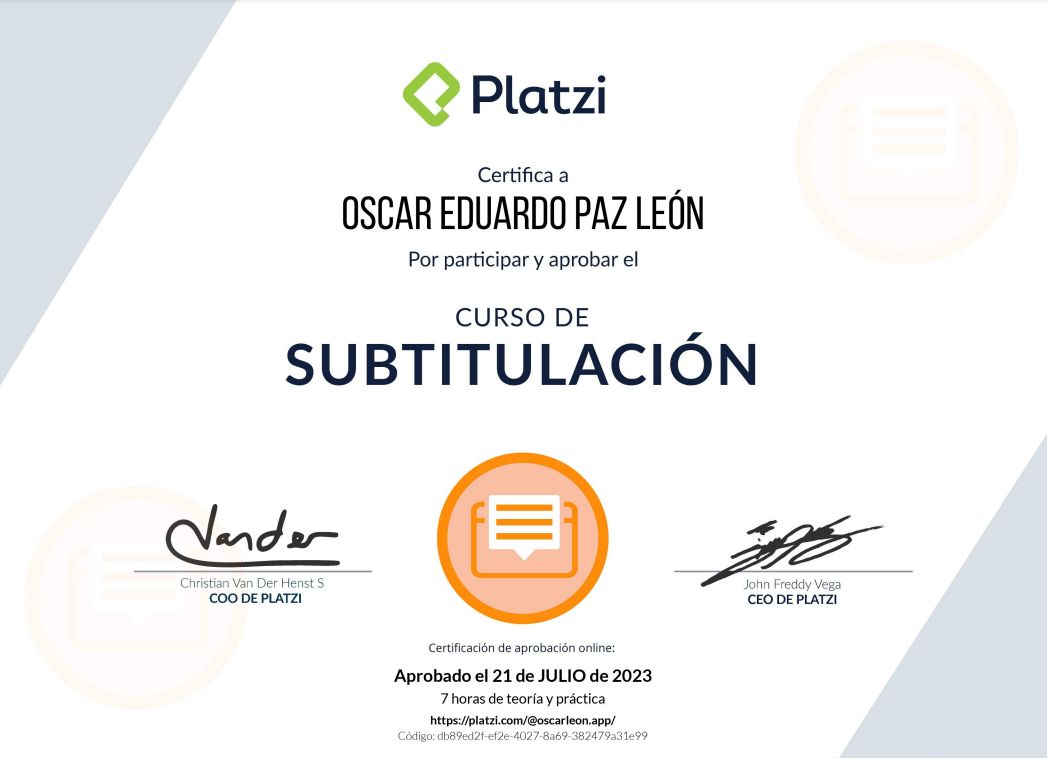 Platzi
Certifica a
OSCAR EDUARDO PAZ LEÓN
Por participar y aprobar el
CURSO DE
SUBTITULACIÓN
Vander
Christian Van Der Henst S
COO DE PLATZI
John Freddy Vega
CEO DE PLATZI
Certificación de aprobación online:
Aprobado el 21 de JULIO de 2023
7 horas de teoría y práctica
https://platzi.com/@oscarleon.app/
Código: db89ed2f-ef2e-4027-8a69-382479a31e99